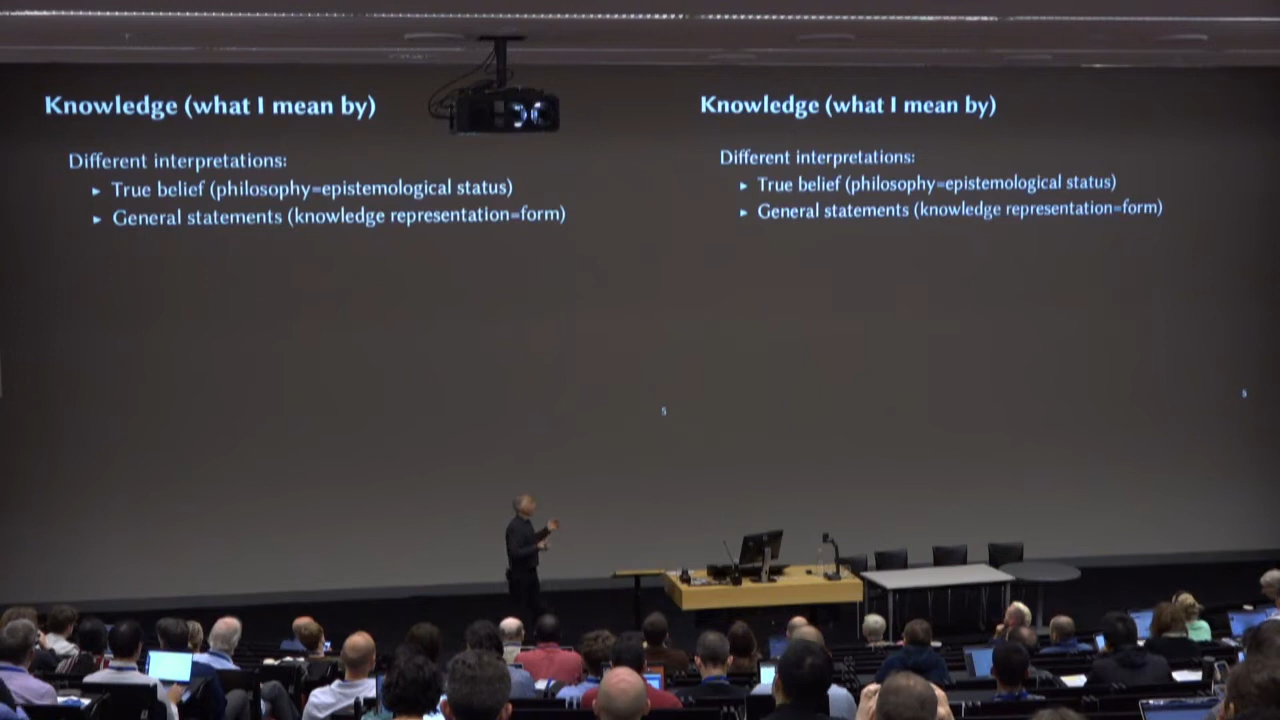 Knowledge (what I mean by)
Different interpretations:
▸ True belief (philosophy=epistemological status)
▸ General statements (knowledge representation=form)
5
Knowledge (what I mean by)
Different interpretations:
▸ True belief (philosophy=epistemological status)
▸ General statements (knowledge representation=form)
5